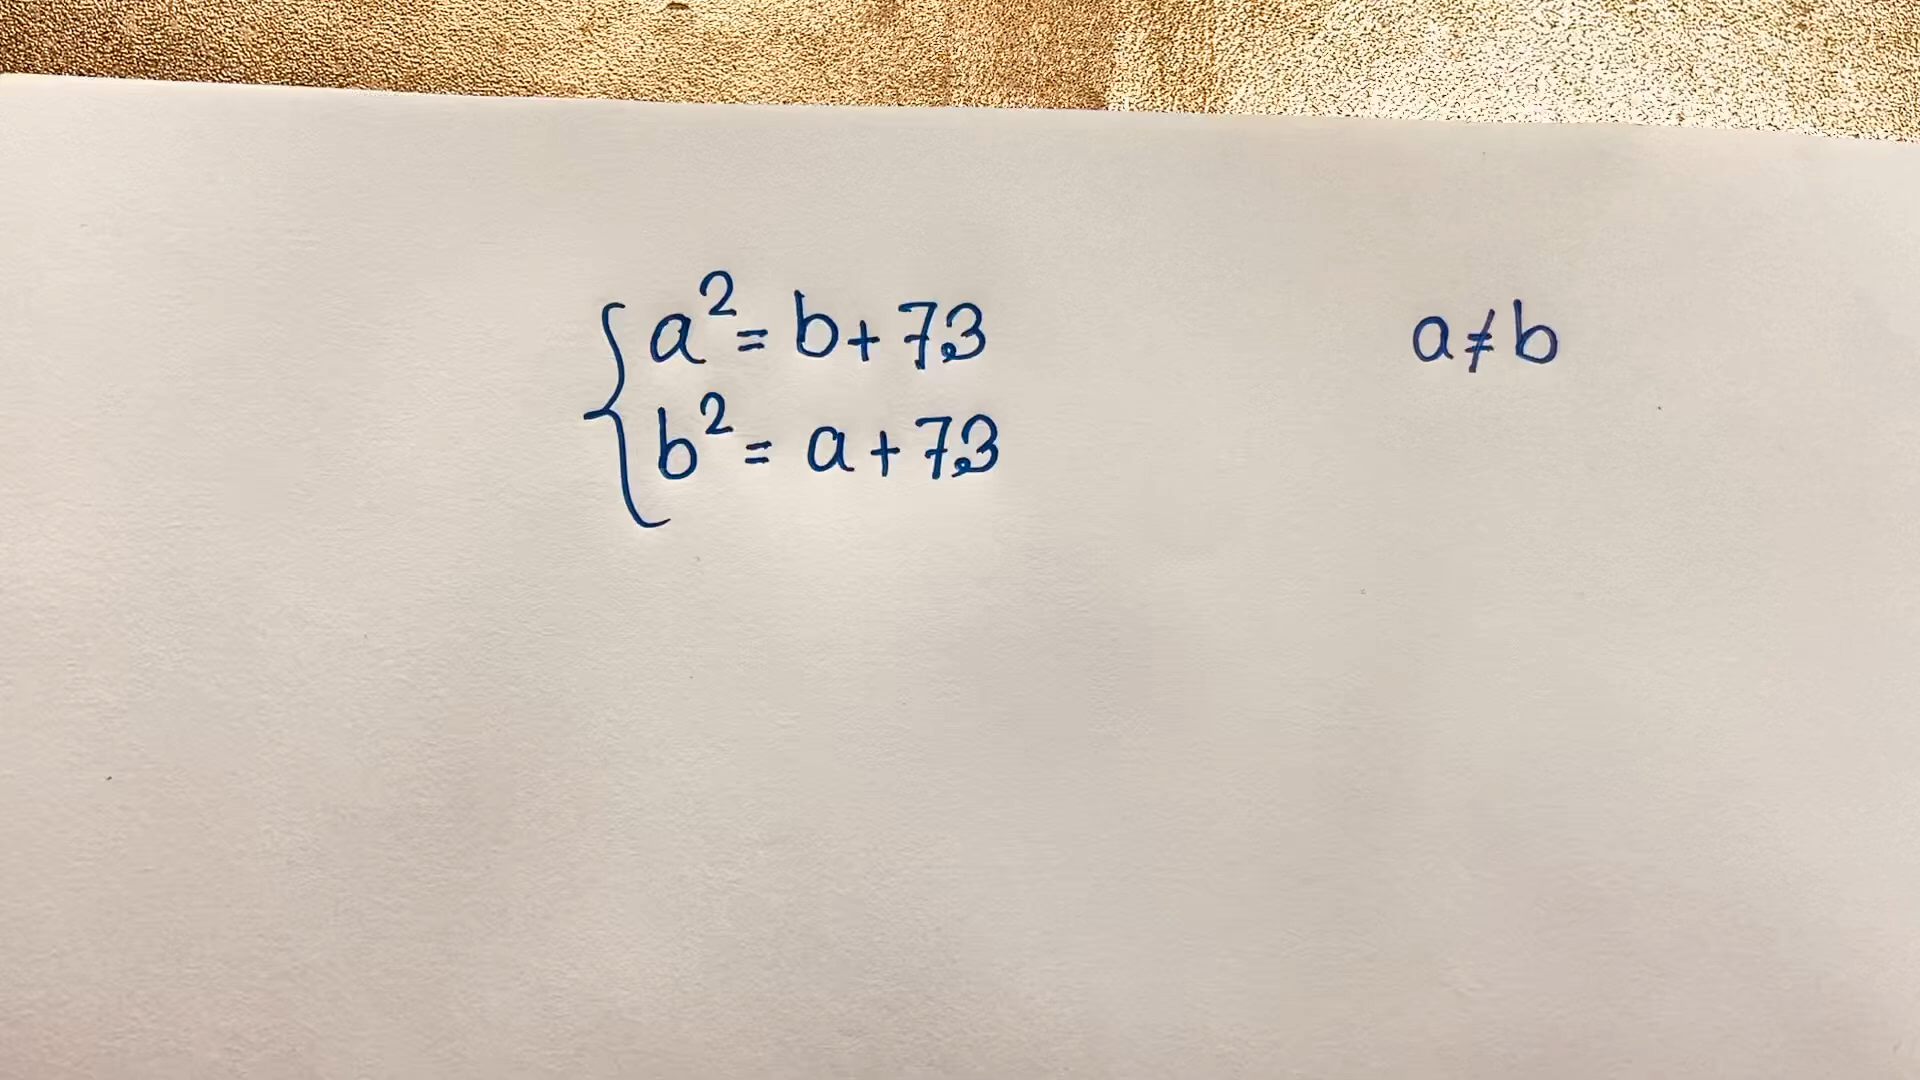 a² = b + 73
b² = a + 73
a ≠ b